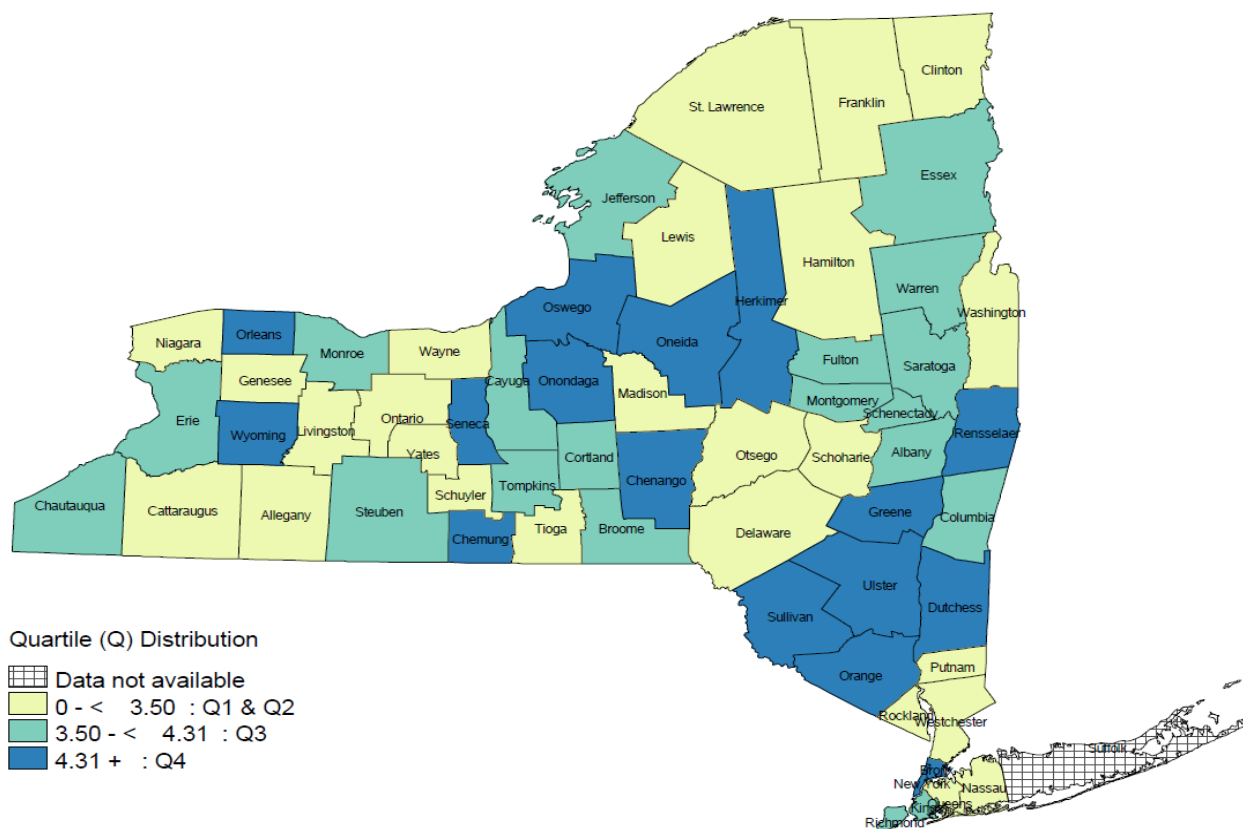 Clinton
Franklin
St. Lawrence
Essex
Jefferson
Lewis
Hamilton
Warren
Herkimer
Oswego
Washington
Orleans
Oneida
Niagara
Monroe
Wayne
Fulton
Saratoga
Genesee
Cayuga
Onondaga
Madison
Montgomery
Schenectady
Erie
Ontario
Seneca
Wyoming
Livingston
Rensselaer
Yates
Otsego
Schoharie
Albany
Cortland
Tompkins
Chenango
Schuyler
Chautauqua
Cattaraugus
Allegany
Steuben
Greene
Columbia
Tioga
Broome
Delaware
Chemung
Ulster
Dutchess
Sullivan
Orange
Putnam
Rockland
Westchester
Suffolk
Bronx
New York
Nassau
Queens
Kings
Richmond
Quartile (Q) Distribution
Data not available
0 - < 3.50 : Q1 & Q2
3.50 - < 4.31 : Q3
4.31 + : Q4